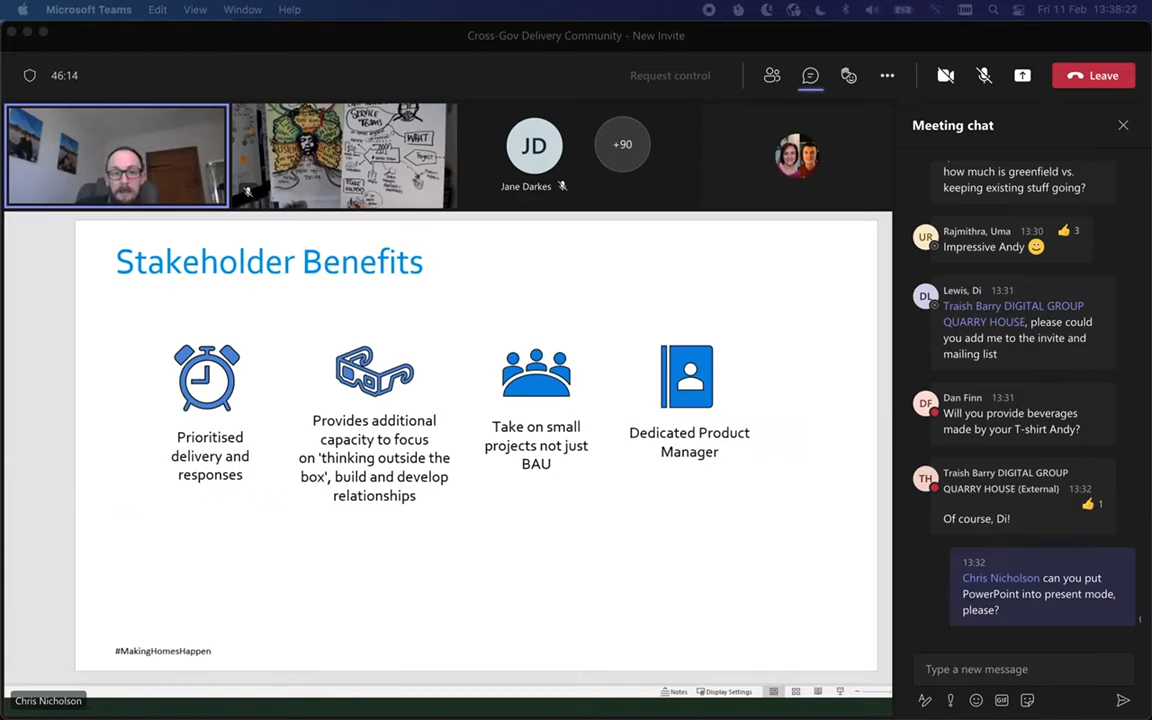 Microsoft Teams Edit View Window Help
Fri 11 Feb 13:38:22
Cross-Gov Delivery Community - New Invite
46:14
Request control
Leave
SERVICE
TEAMS
WHAT
Project
JD
Jane Darkes
+90
Stakeholder Benefits
Prioritised
delivery and
responses
Provides additional
capacity to focus
on 'thinking outside the
box', build and develop
relationships
Take on small
projects not just
BAU
Dedicated Product
Manager
#MakingHomesHappen
Notes Display Settings
Chris Nicholson
Meeting chat
how much is greenfield vs.
keeping existing stuff going?
UR
Rajmithra, Uma 13:30 👍 3
Impressive Andy 🙂
DL
Lewis, Di 13:31
Traish Barry DIGITAL GROUP
QUARRY HOUSE, please could
you add me to the invite and
mailing list
DF
Dan Finn 13:31
Will you provide beverages
made by your T-shirt Andy?
TH
Traish Barry DIGITAL GROUP
QUARRY HOUSE (External) 13:32
👍 1
Of course, Di!
13:32
Chris Nicholson can you put
PowerPoint into present mode,
please?
Type a new message
GIF